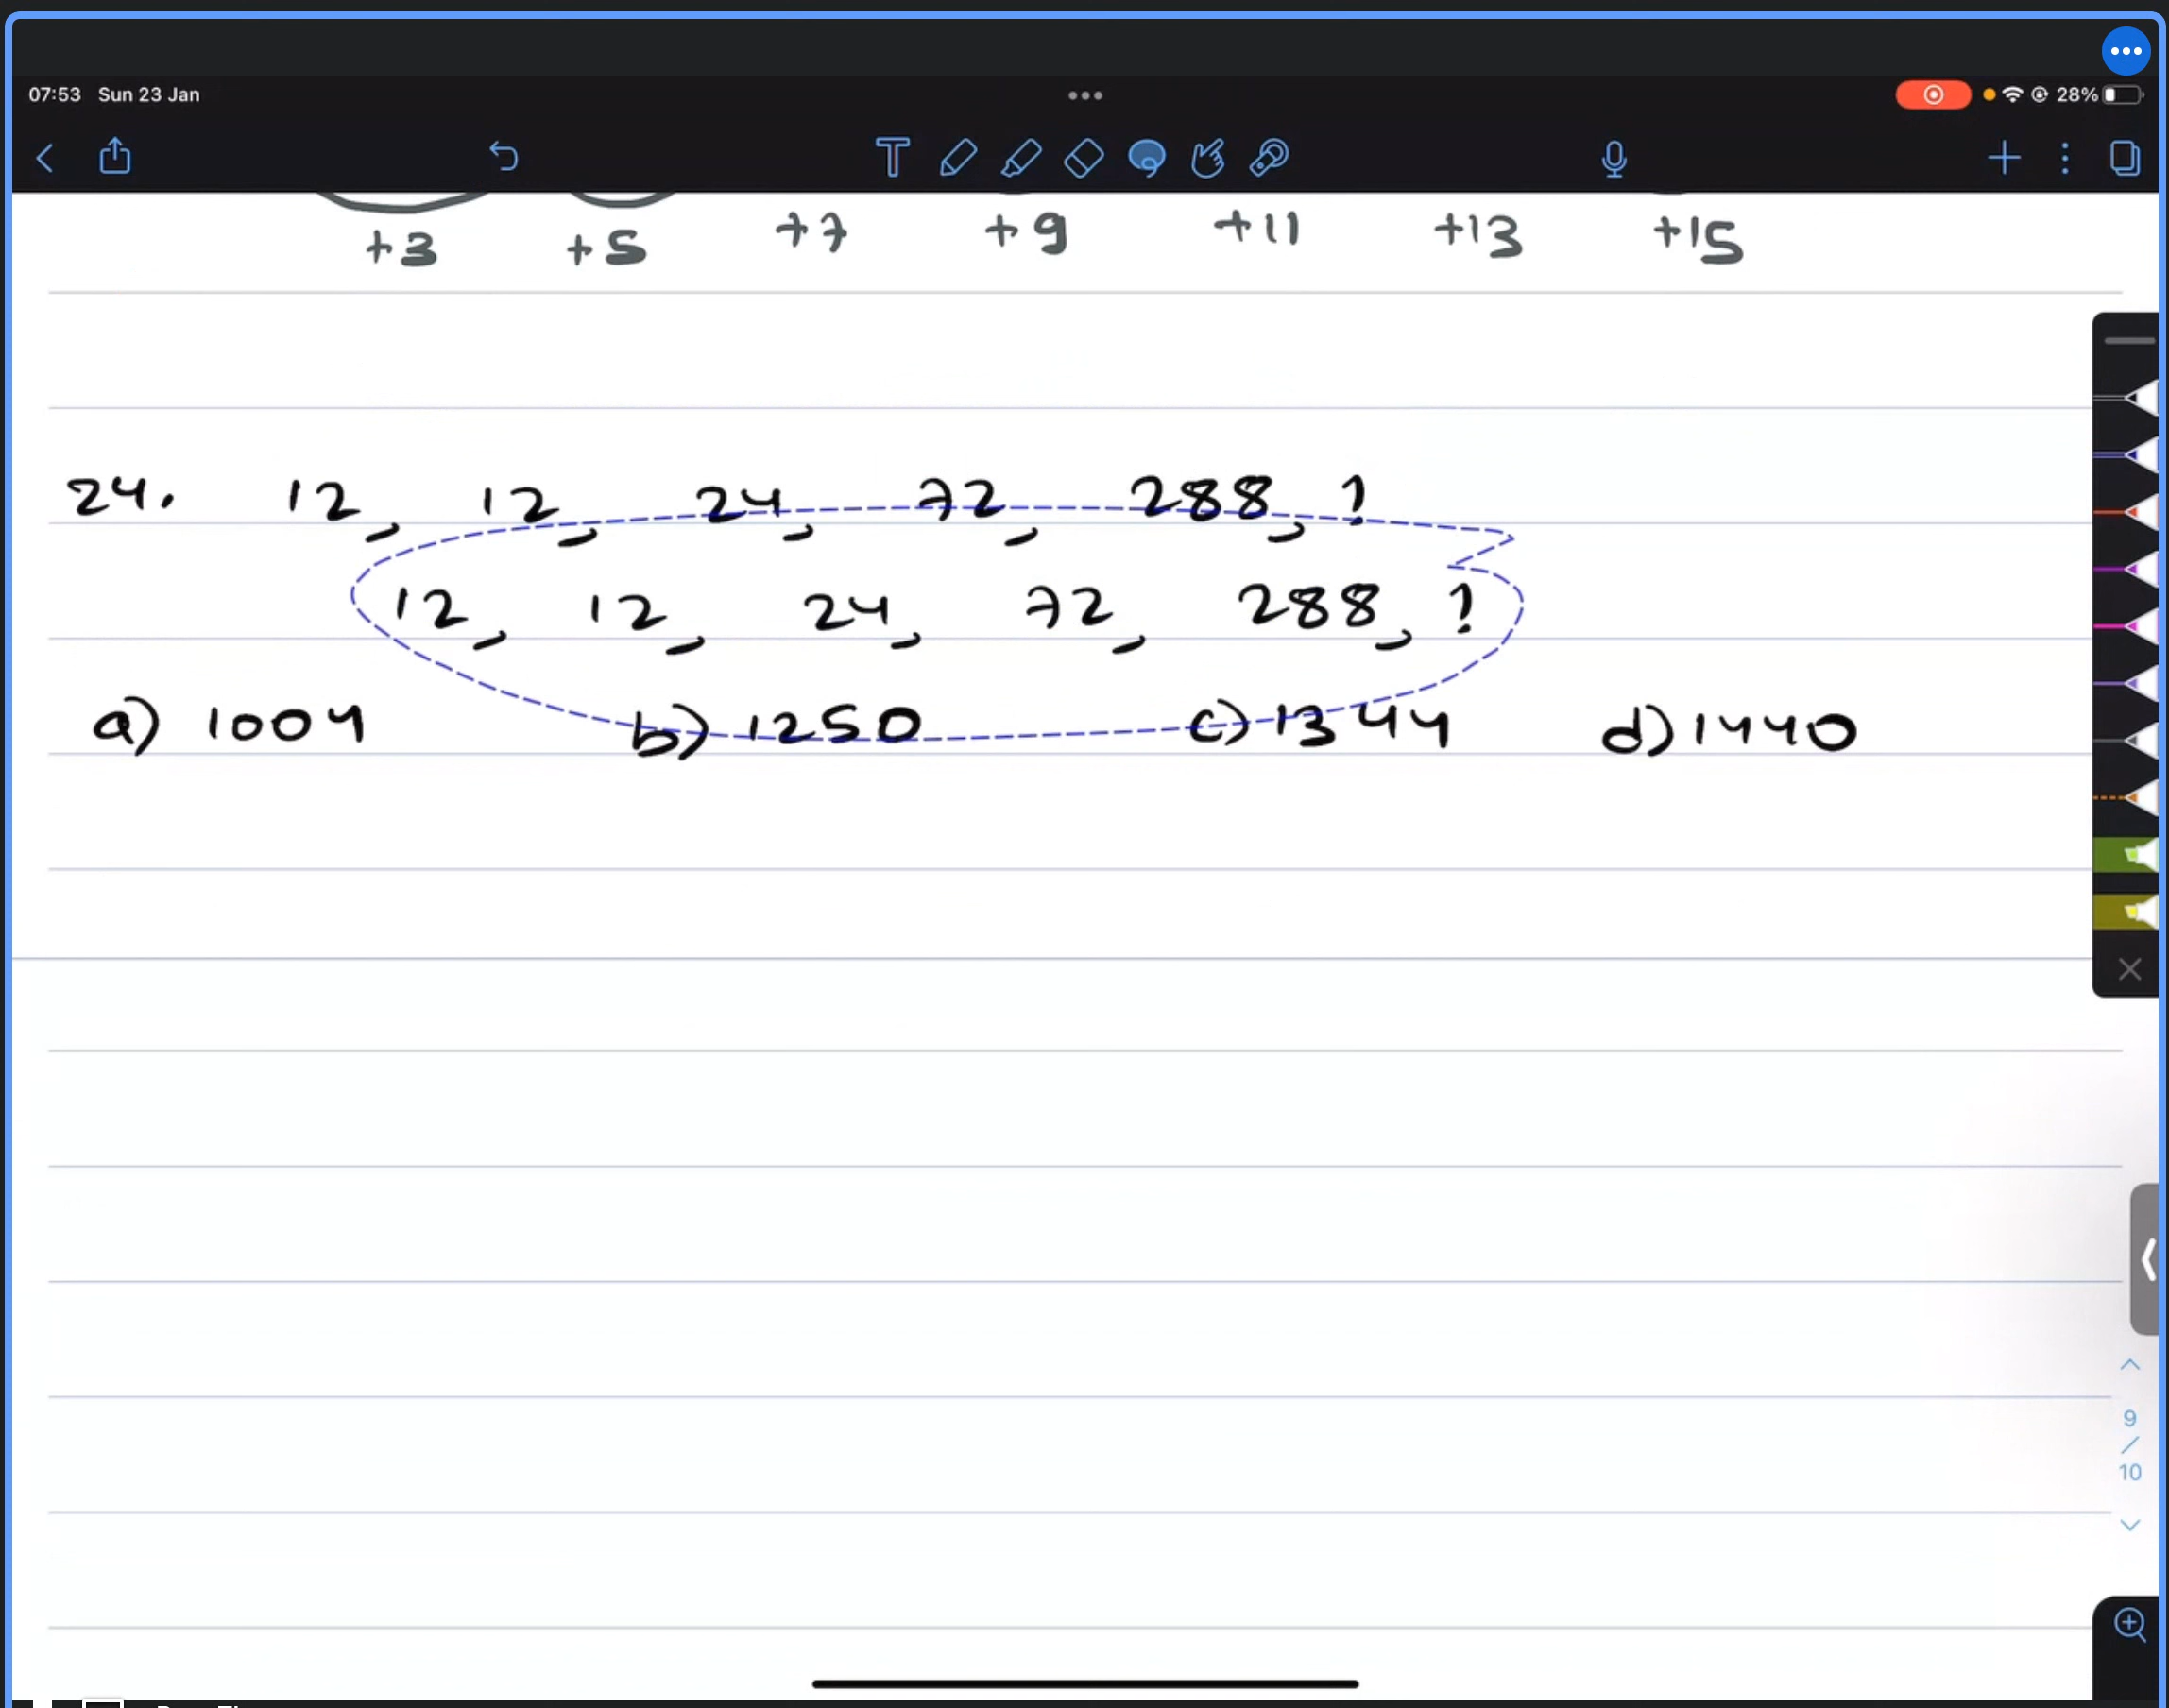 07:53 Sun 23 Jan 28%
+3 +5 +7 +9 +11 +13 +15
24. 12, 12, 24, 72, 288, ?
12, 12, 24, 72, 288, ?
a) 1004 b) 1250 c) 1344 d) 1440
9
/
10